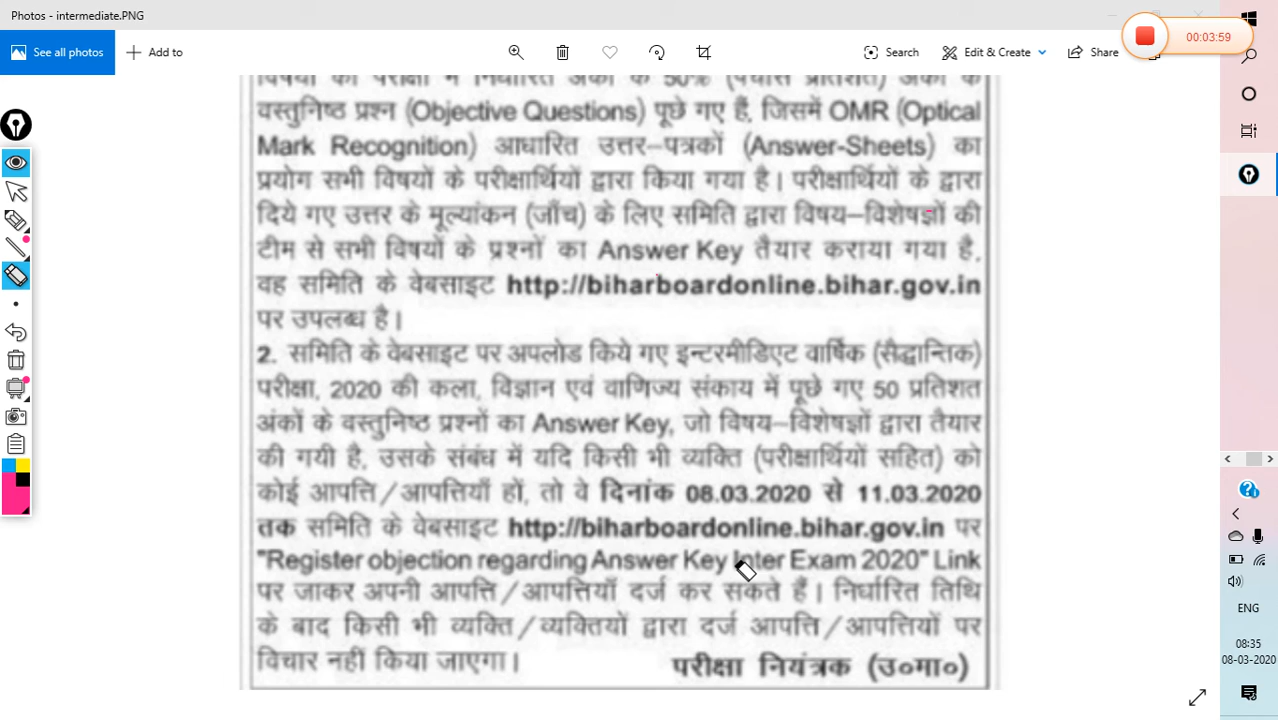 Photos - intermediate.PNG
See all photos
Add to
Search
Edit & Create
Share
00:03:59
विषयों की परीक्षा में निर्धारित अंकों के 50% (पचास प्रतिशत) अंकों के
वस्तुनिष्ठ प्रश्न (Objective Questions) पूछे गए हैं, जिसमें OMR (Optical
Mark Recognition) आधारित उत्तर–पत्रकों (Answer-Sheets) का
प्रयोग सभी विषयों के परीक्षार्थियों द्वारा किया गया है। परीक्षार्थियों के द्वारा
दिये गए उत्तर के मूल्यांकन (जाँच) के लिए समिति द्वारा विषय–विशेषज्ञों की
टीम से सभी विषयों के प्रश्नों का Answer Key तैयार कराया गया है,
वह समिति के वेबसाइट http://biharboardonline.bihar.gov.in
पर उपलब्ध है।
2. समिति के वेबसाइट पर अपलोड किये गए इन्टरमीडिएट वार्षिक (सैद्धान्तिक)
परीक्षा, 2020 की कला, विज्ञान एवं वाणिज्य संकाय में पूछे गए 50 प्रतिशत
अंकों के वस्तुनिष्ठ प्रश्नों का Answer Key, जो विषय–विशेषज्ञों द्वारा तैयार
की गयी है, उसके संबंध में यदि किसी भी व्यक्ति (परीक्षार्थियों सहित) को
कोई आपत्ति/आपत्तियाँ हों, तो वे दिनांक 08.03.2020 से 11.03.2020
तक समिति के वेबसाइट http://biharboardonline.bihar.gov.in पर
"Register objection regarding Answer Key Inter Exam 2020" Link
पर जाकर अपनी आपत्ति/आपत्तियाँ दर्ज कर सकते हैं। निर्धारित तिथि
के बाद किसी भी व्यक्ति/व्यक्तियों द्वारा दर्ज आपत्ति/आपत्तियों पर
विचार नहीं किया जाएगा।
परीक्षा नियंत्रक (उ०मा०)
ENG
08:35
08-03-2020